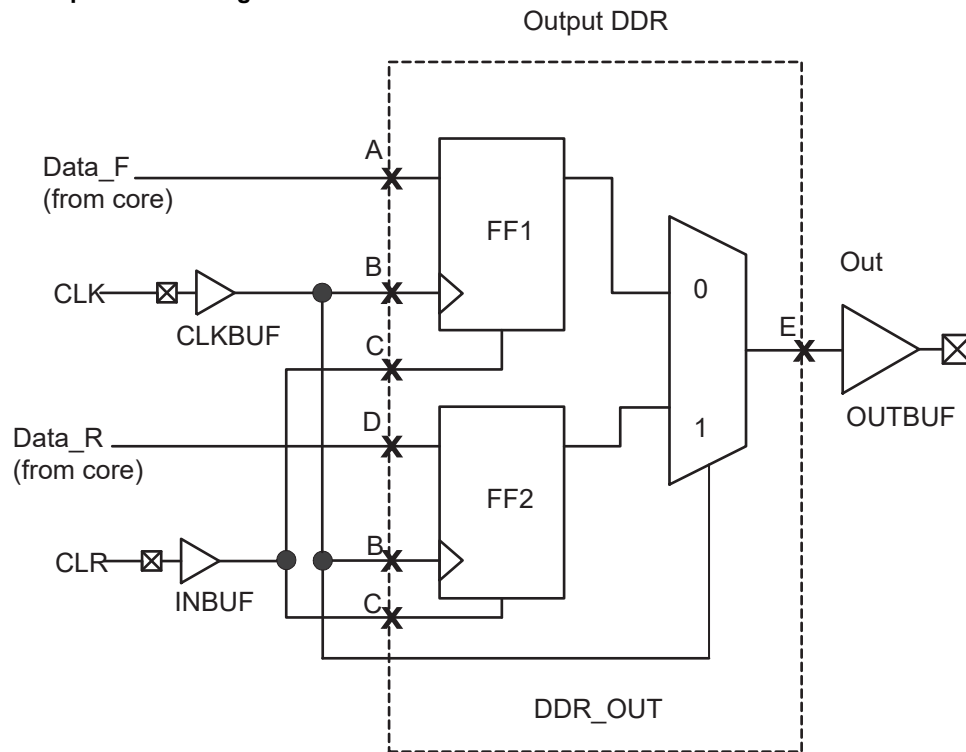 Output DDR
A
Data_F
(from core)
FF1
B
Out
CLK
0
CLKBUF
E
C
OUTBUF
D
1
Data_R
(from core)
FF2
B
CLR
INBUF
C
DDR_OUT